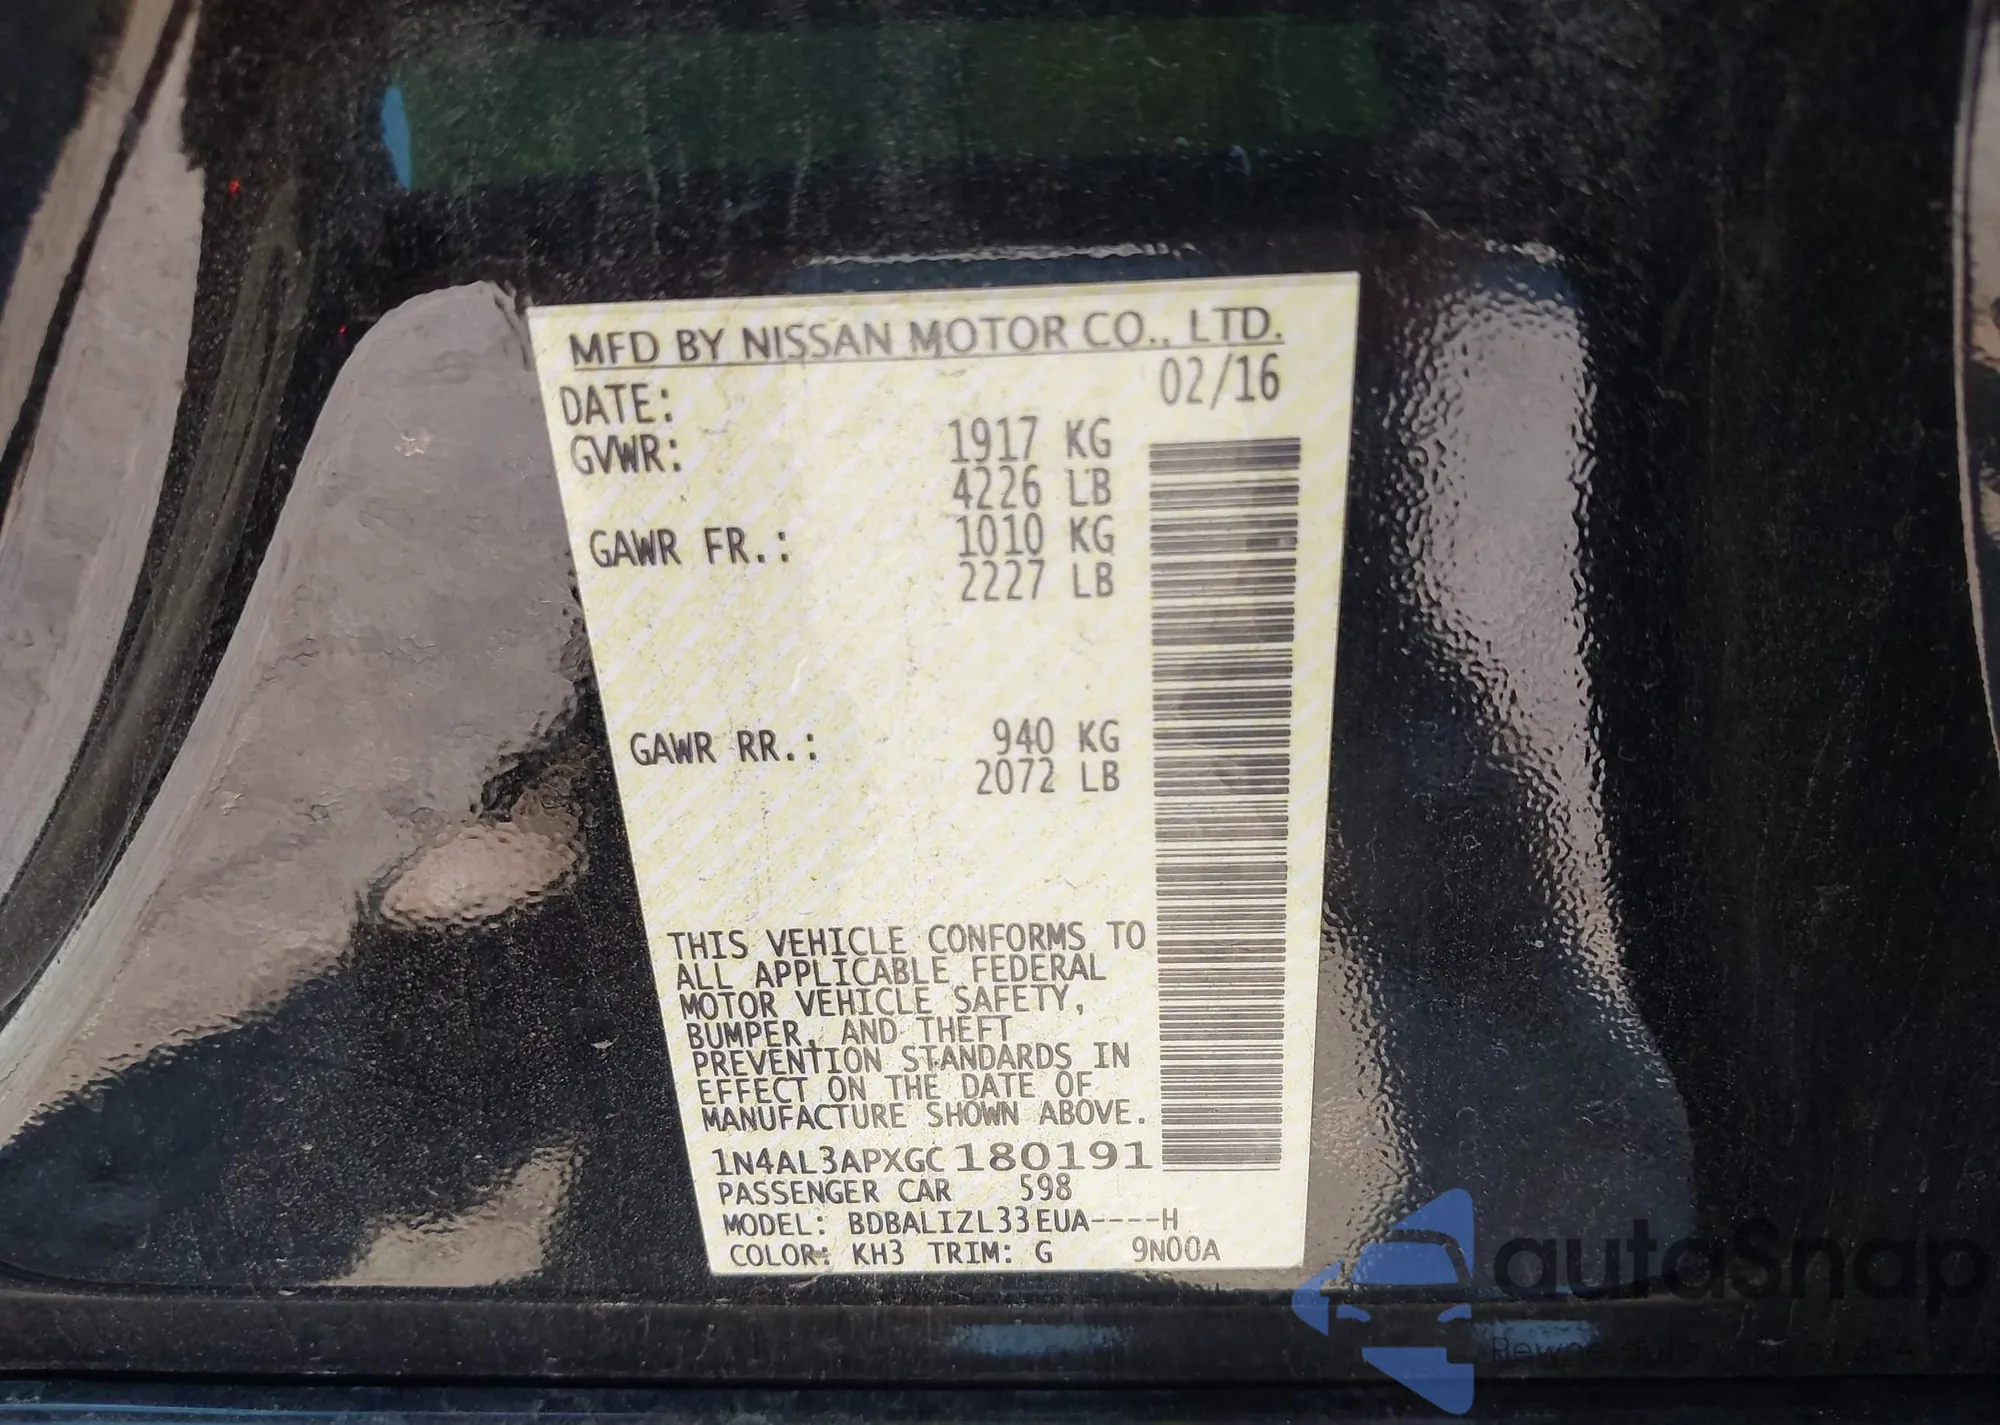 MFD BY NISSAN MOTOR CO., LTD.
DATE: 02/16
GVWR: 1917 KG
4226 LB
GAWR FR.: 1010 KG
2227 LB
GAWR RR.: 940 KG
2072 LB
THIS VEHICLE CONFORMS TO
ALL APPLICABLE FEDERAL
MOTOR VEHICLE SAFETY,
BUMPER, AND THEFT
PREVENTION STANDARDS IN
EFFECT ON THE DATE OF
MANUFACTURE SHOWN ABOVE.
1N4AL3APXGC180191
PASSENGER CAR 598
MODEL: BDBALIZL33EUA----H
COLOR: KH3 TRIM: G 9N00A
autoSnap